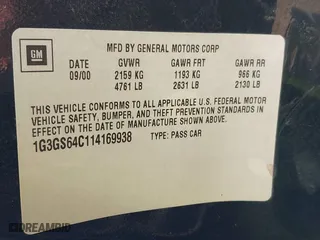 GM
MFD BY GENERAL MOTORS CORP
DATE GVWR GAWR FRT GAWR RR
09/00 2159 KG 1193 KG 966 KG
4761 LB 2631 LB 2130 LB
THIS VEHICLE CONFORMS TO ALL APPLICABLE U.S. FEDERAL MOTOR
VEHICLE SAFETY, BUMPER, AND THEFT PREVENTION STANDARDS IN
EFFECT ON THE DATE OF MANUFACTURE SHOWN ABOVE.
1G3GS64C114169938 TYPE: PASS CAR